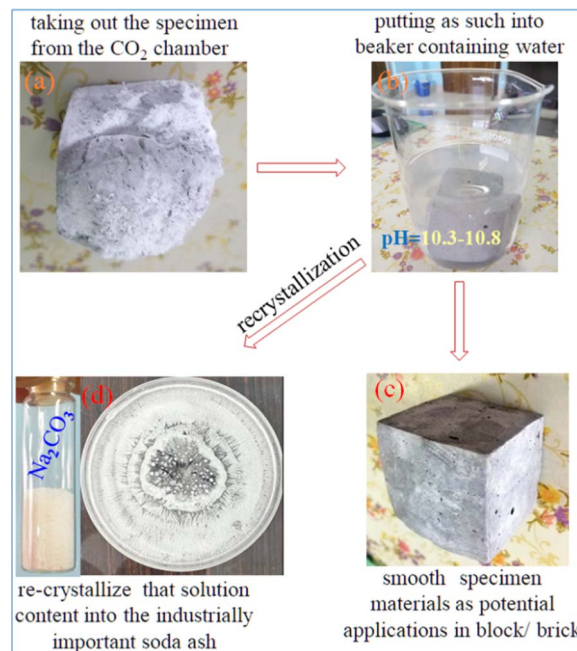 taking out the specimen
from the CO₂ chamber
(a)
putting as such into
beaker containing water
(b)
pH=10.3-10.8
recrystallization
(d)
Na₂CO₃
re-crystallize that solution
content into the industrially
important soda ash
(c)
smooth specimen
materials as potential
applications in block/ brick